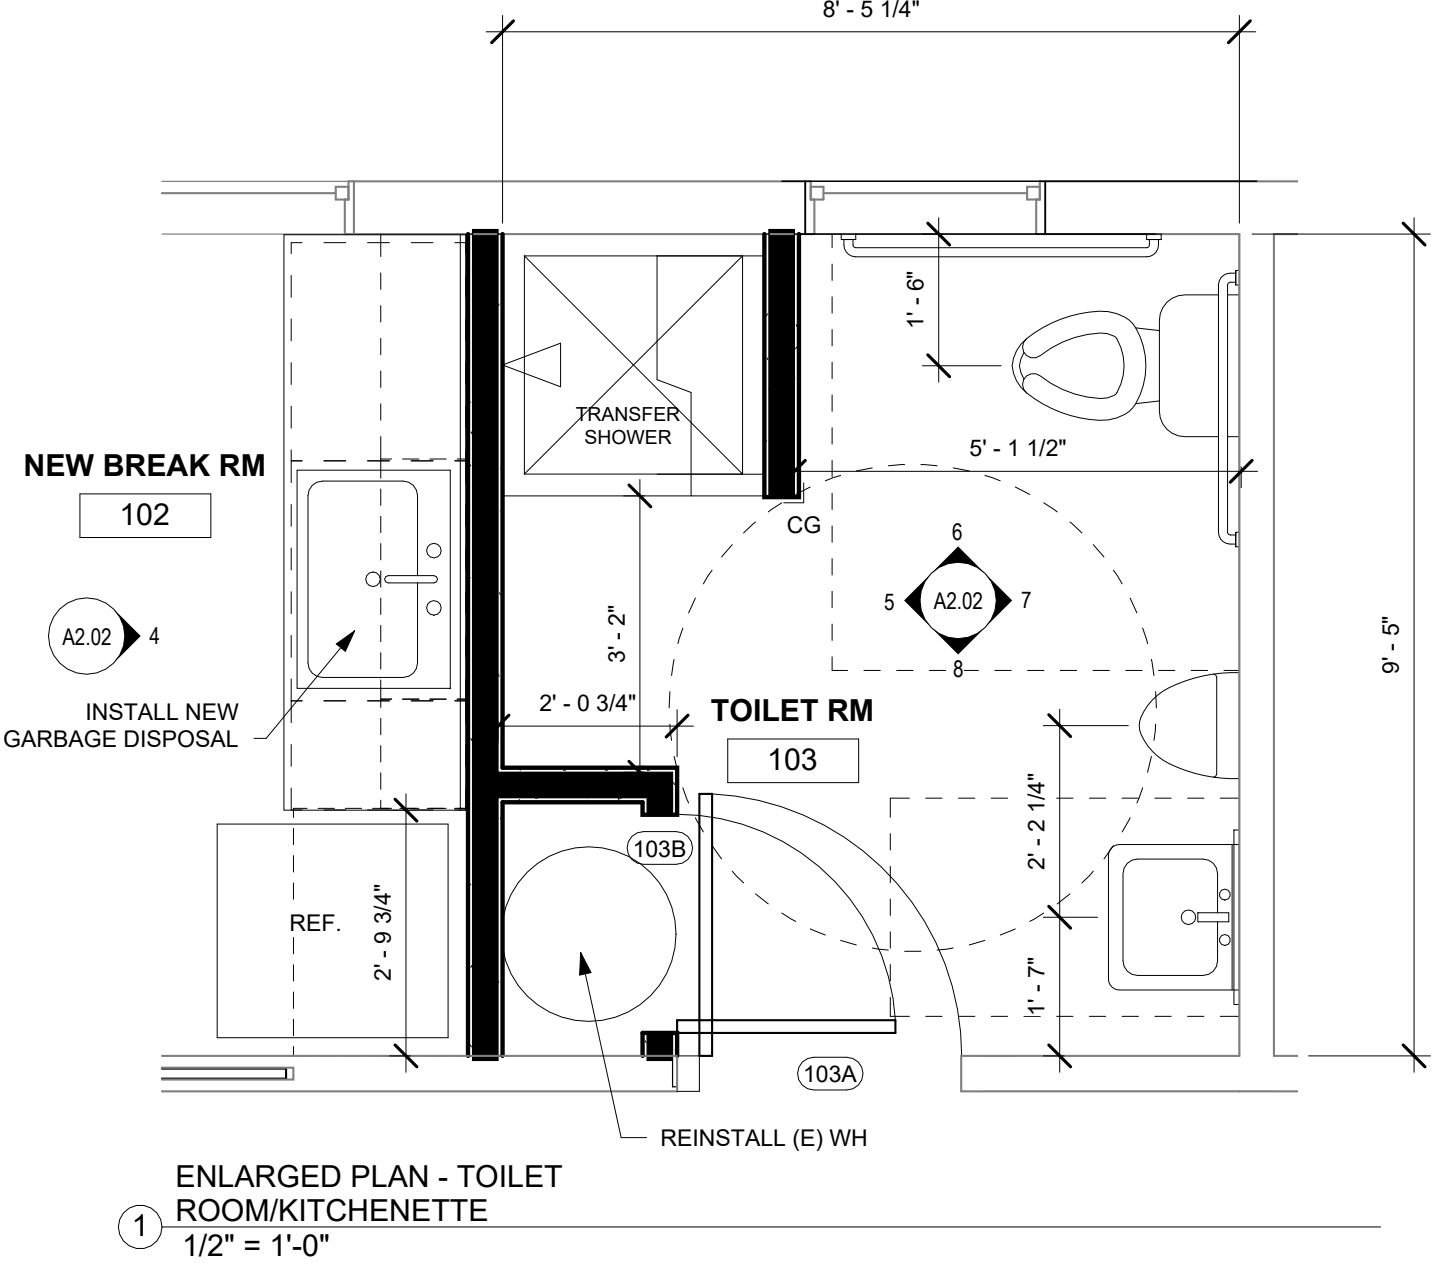 8' - 5 1/4"
1' - 6"
TRANSFER
SHOWER
5' - 1 1/2"
NEW BREAK RM
102
CG
6
5
A2.02
7
8
3' - 2"
9' - 5"
A2.02
4
INSTALL NEW
GARBAGE DISPOSAL
2' - 0 3/4"
TOILET RM
103
2' - 2 1/4"
103B
REF.
2' - 9 3/4"
1' - 7"
103A
REINSTALL (E) WH
ENLARGED PLAN - TOILET
ROOM/KITCHENETTE
1
1/2" = 1'-0"